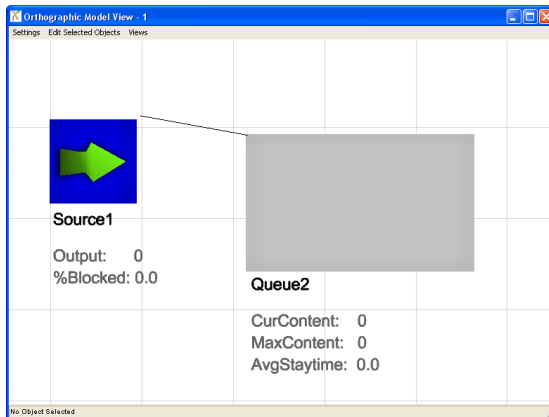 Orthographic Model View - 1
Settings Edit Selected Objects Views
Source1
Output: 0
%Blocked: 0.0
Queue2
CurContent: 0
MaxContent: 0
AvgStaytime: 0.0
No Object Selected